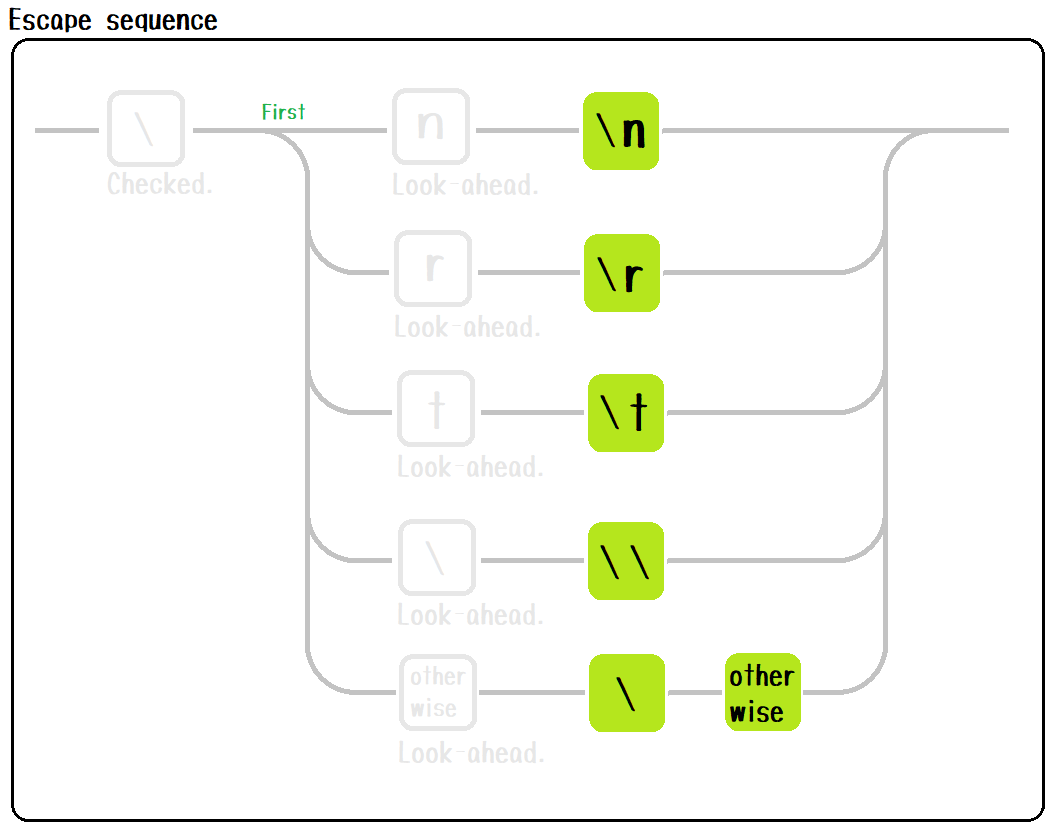 Escape sequence
\
Checked.
First
n
Look-ahead.
\n
r
Look-ahead.
\r
t
Look-ahead.
\t
\
Look-ahead.
\\
other
wise
Look-ahead.
\
other
wise